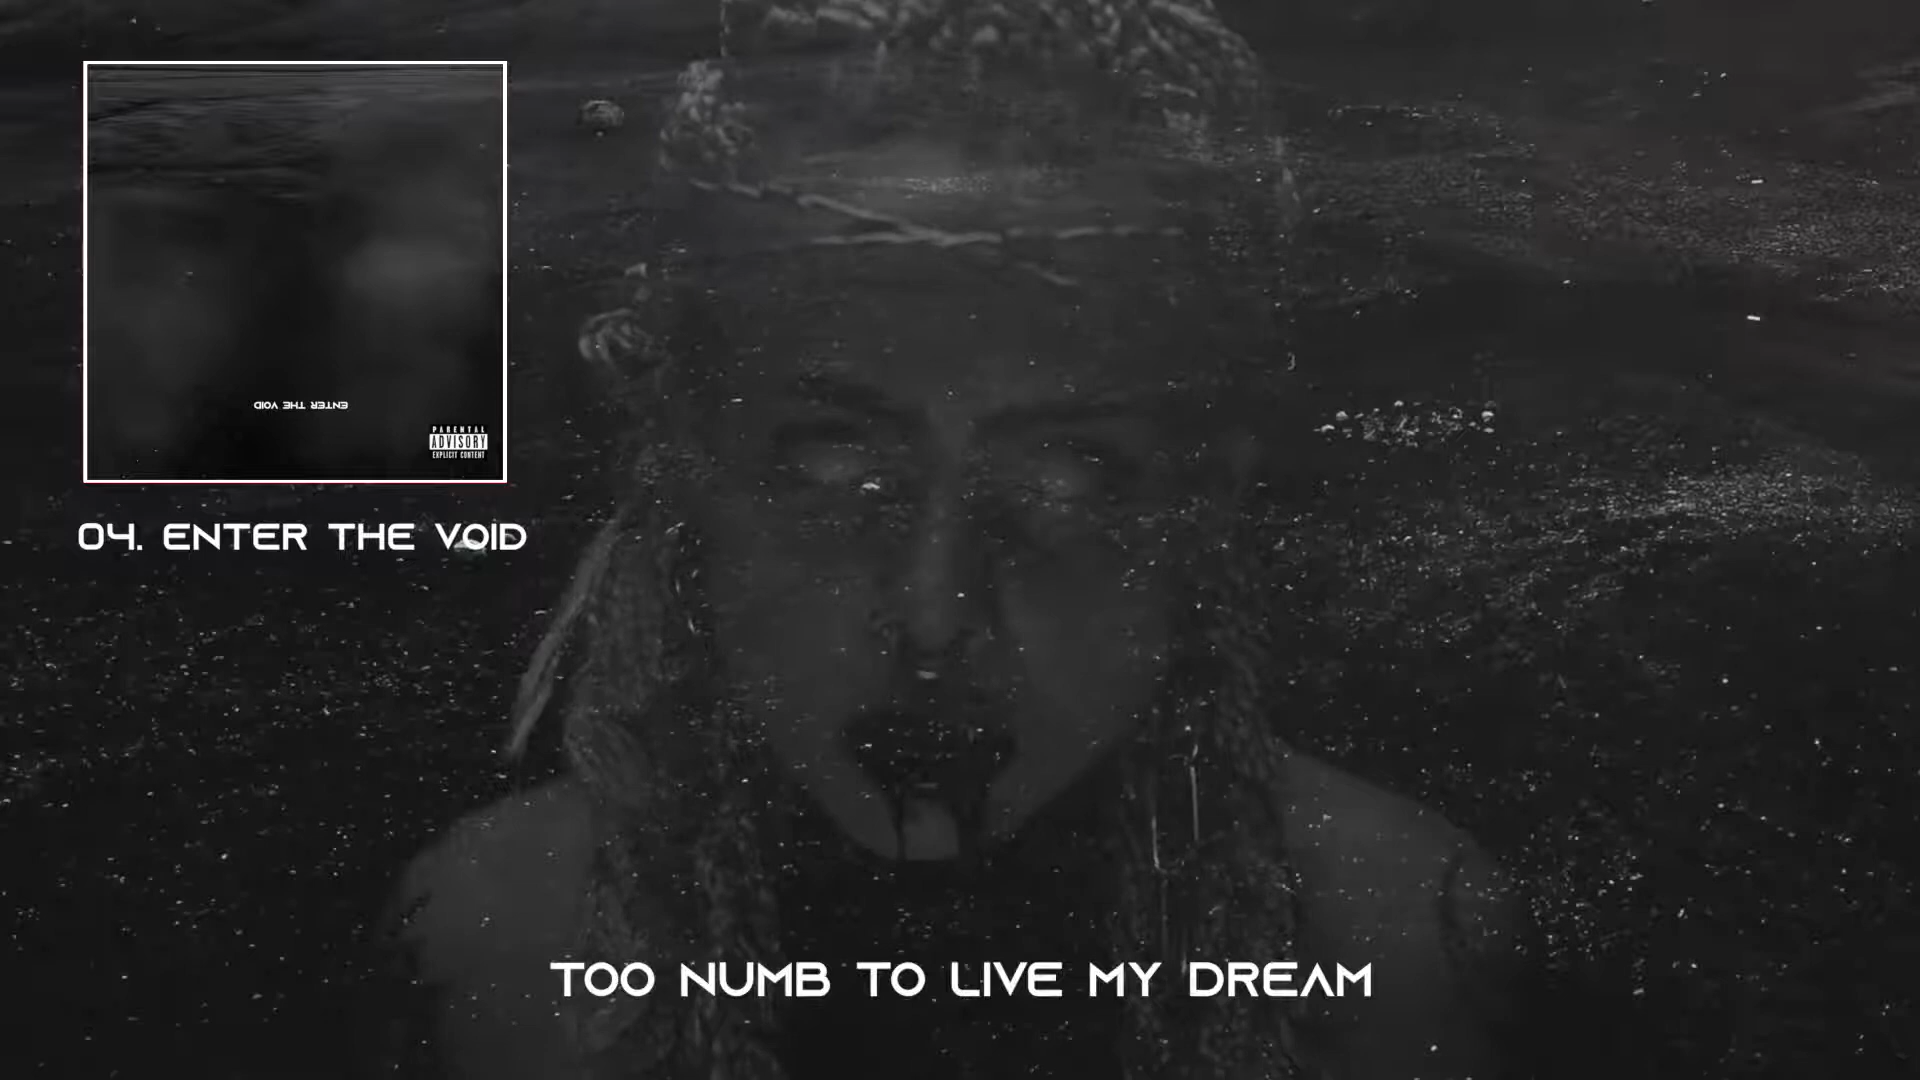 ENTER THE VOID
PARENTAL
ADVISORY
EXPLICIT CONTENT
04. ENTER THE VOID
TOO NUMB TO LIVE MY DREAM